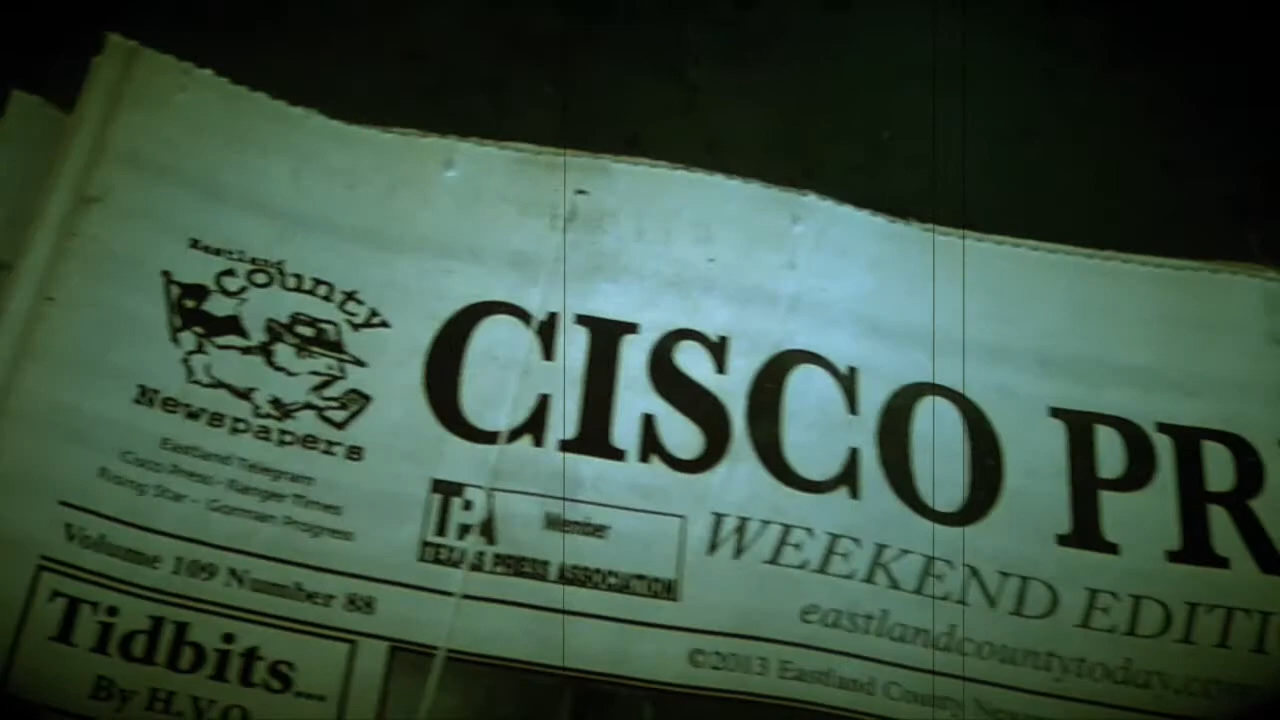 Eastland
County
Newspapers
Eastland Telegram
Cisco Press - Ranger Times
Rising Star - Gorman Progress
CISCO PR
TPA Member
TEXAS PRESS ASSOCIATION
WEEKEND EDITI
eastlandcountytoday.co
Volume 109 Number 88
©2013 Eastland County
Tidbits...
By H.V.O